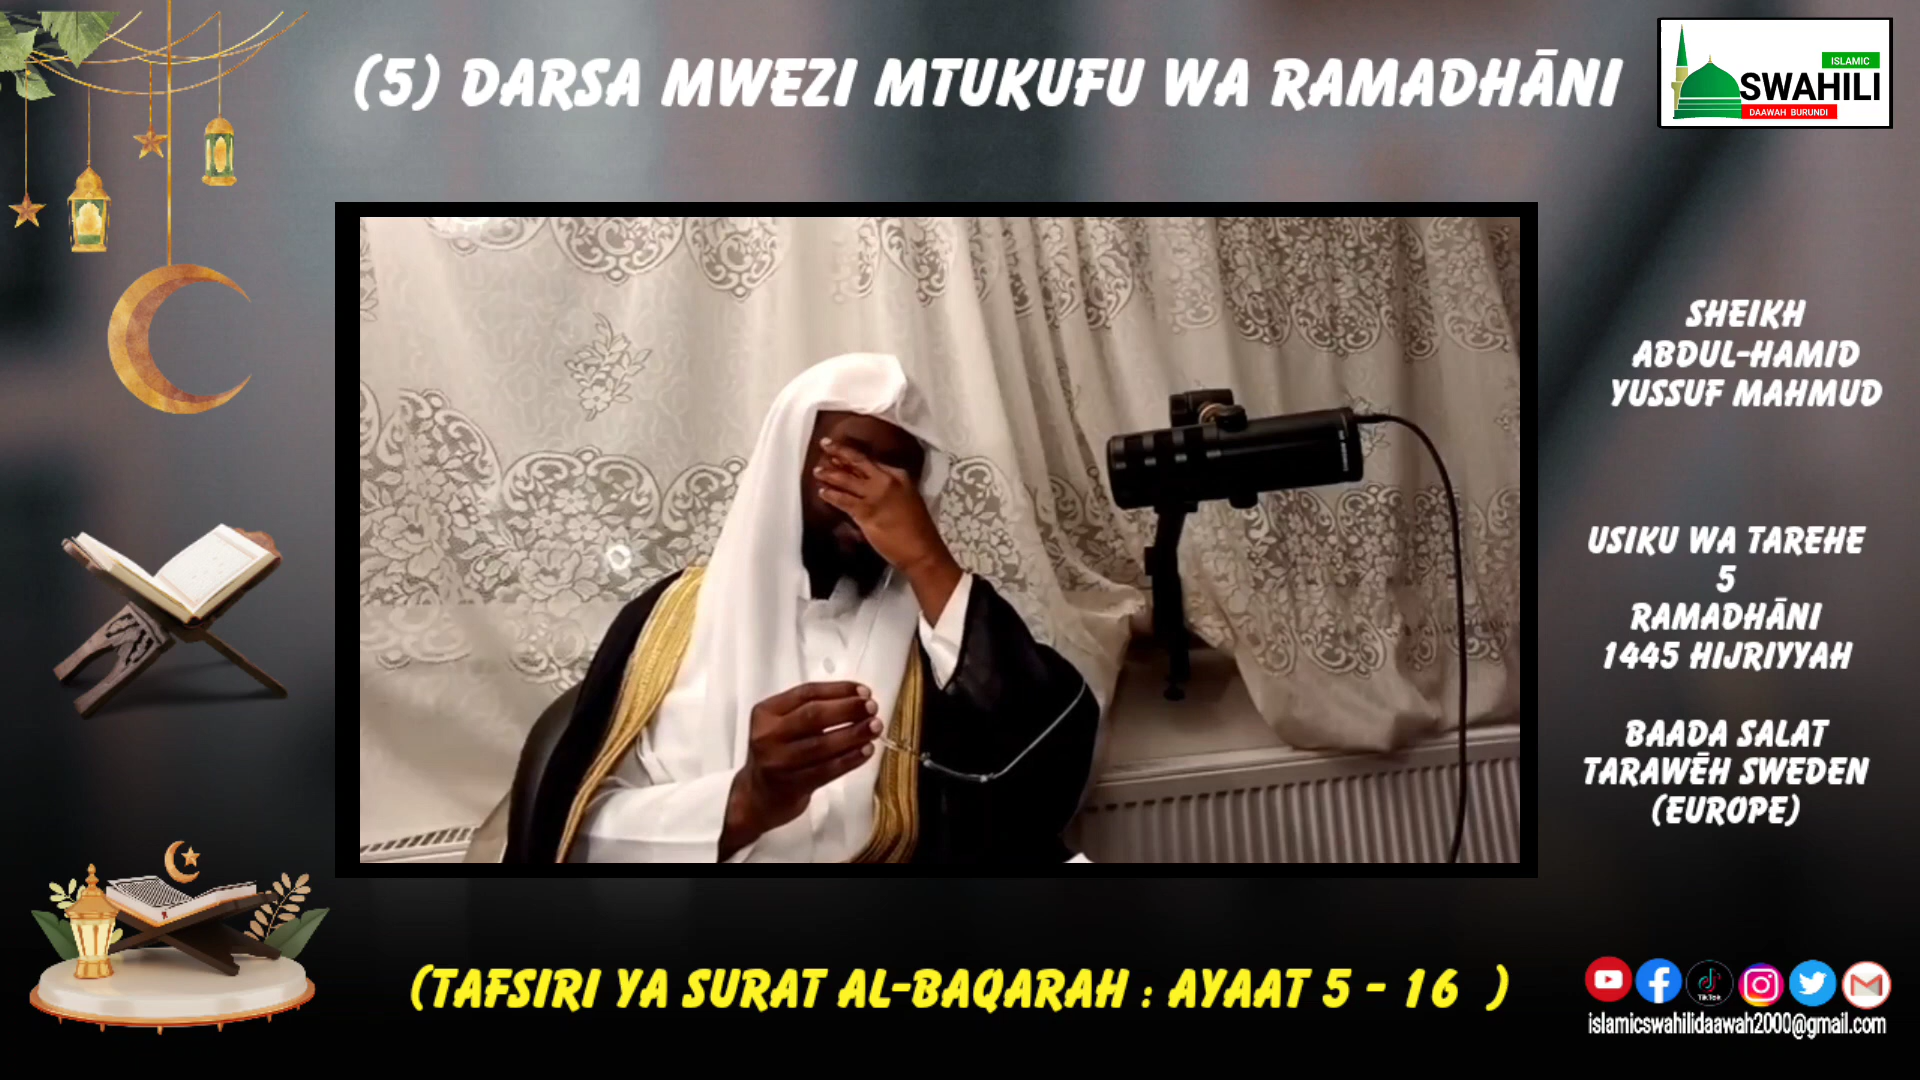 (5) DARSA MWEZI MTUKUFU WA RAMADHĀNI
ISLAMIC
SWAHILI
DAAWAH BURUNDI
SHEIKH
ABDUL-HAMID
YUSSUF MAHMUD
USIKU WA TAREHE
5
RAMADHĀNI
1445 HIJRIYYAH
BAADA SALAT
TARAWĒH SWEDEN
(EUROPE)
(TAFSIRI YA SURAT AL-BAQARAH : AYAAT 5 - 16 )
TikTok
islamicswahilidaawah2000@gmail.com